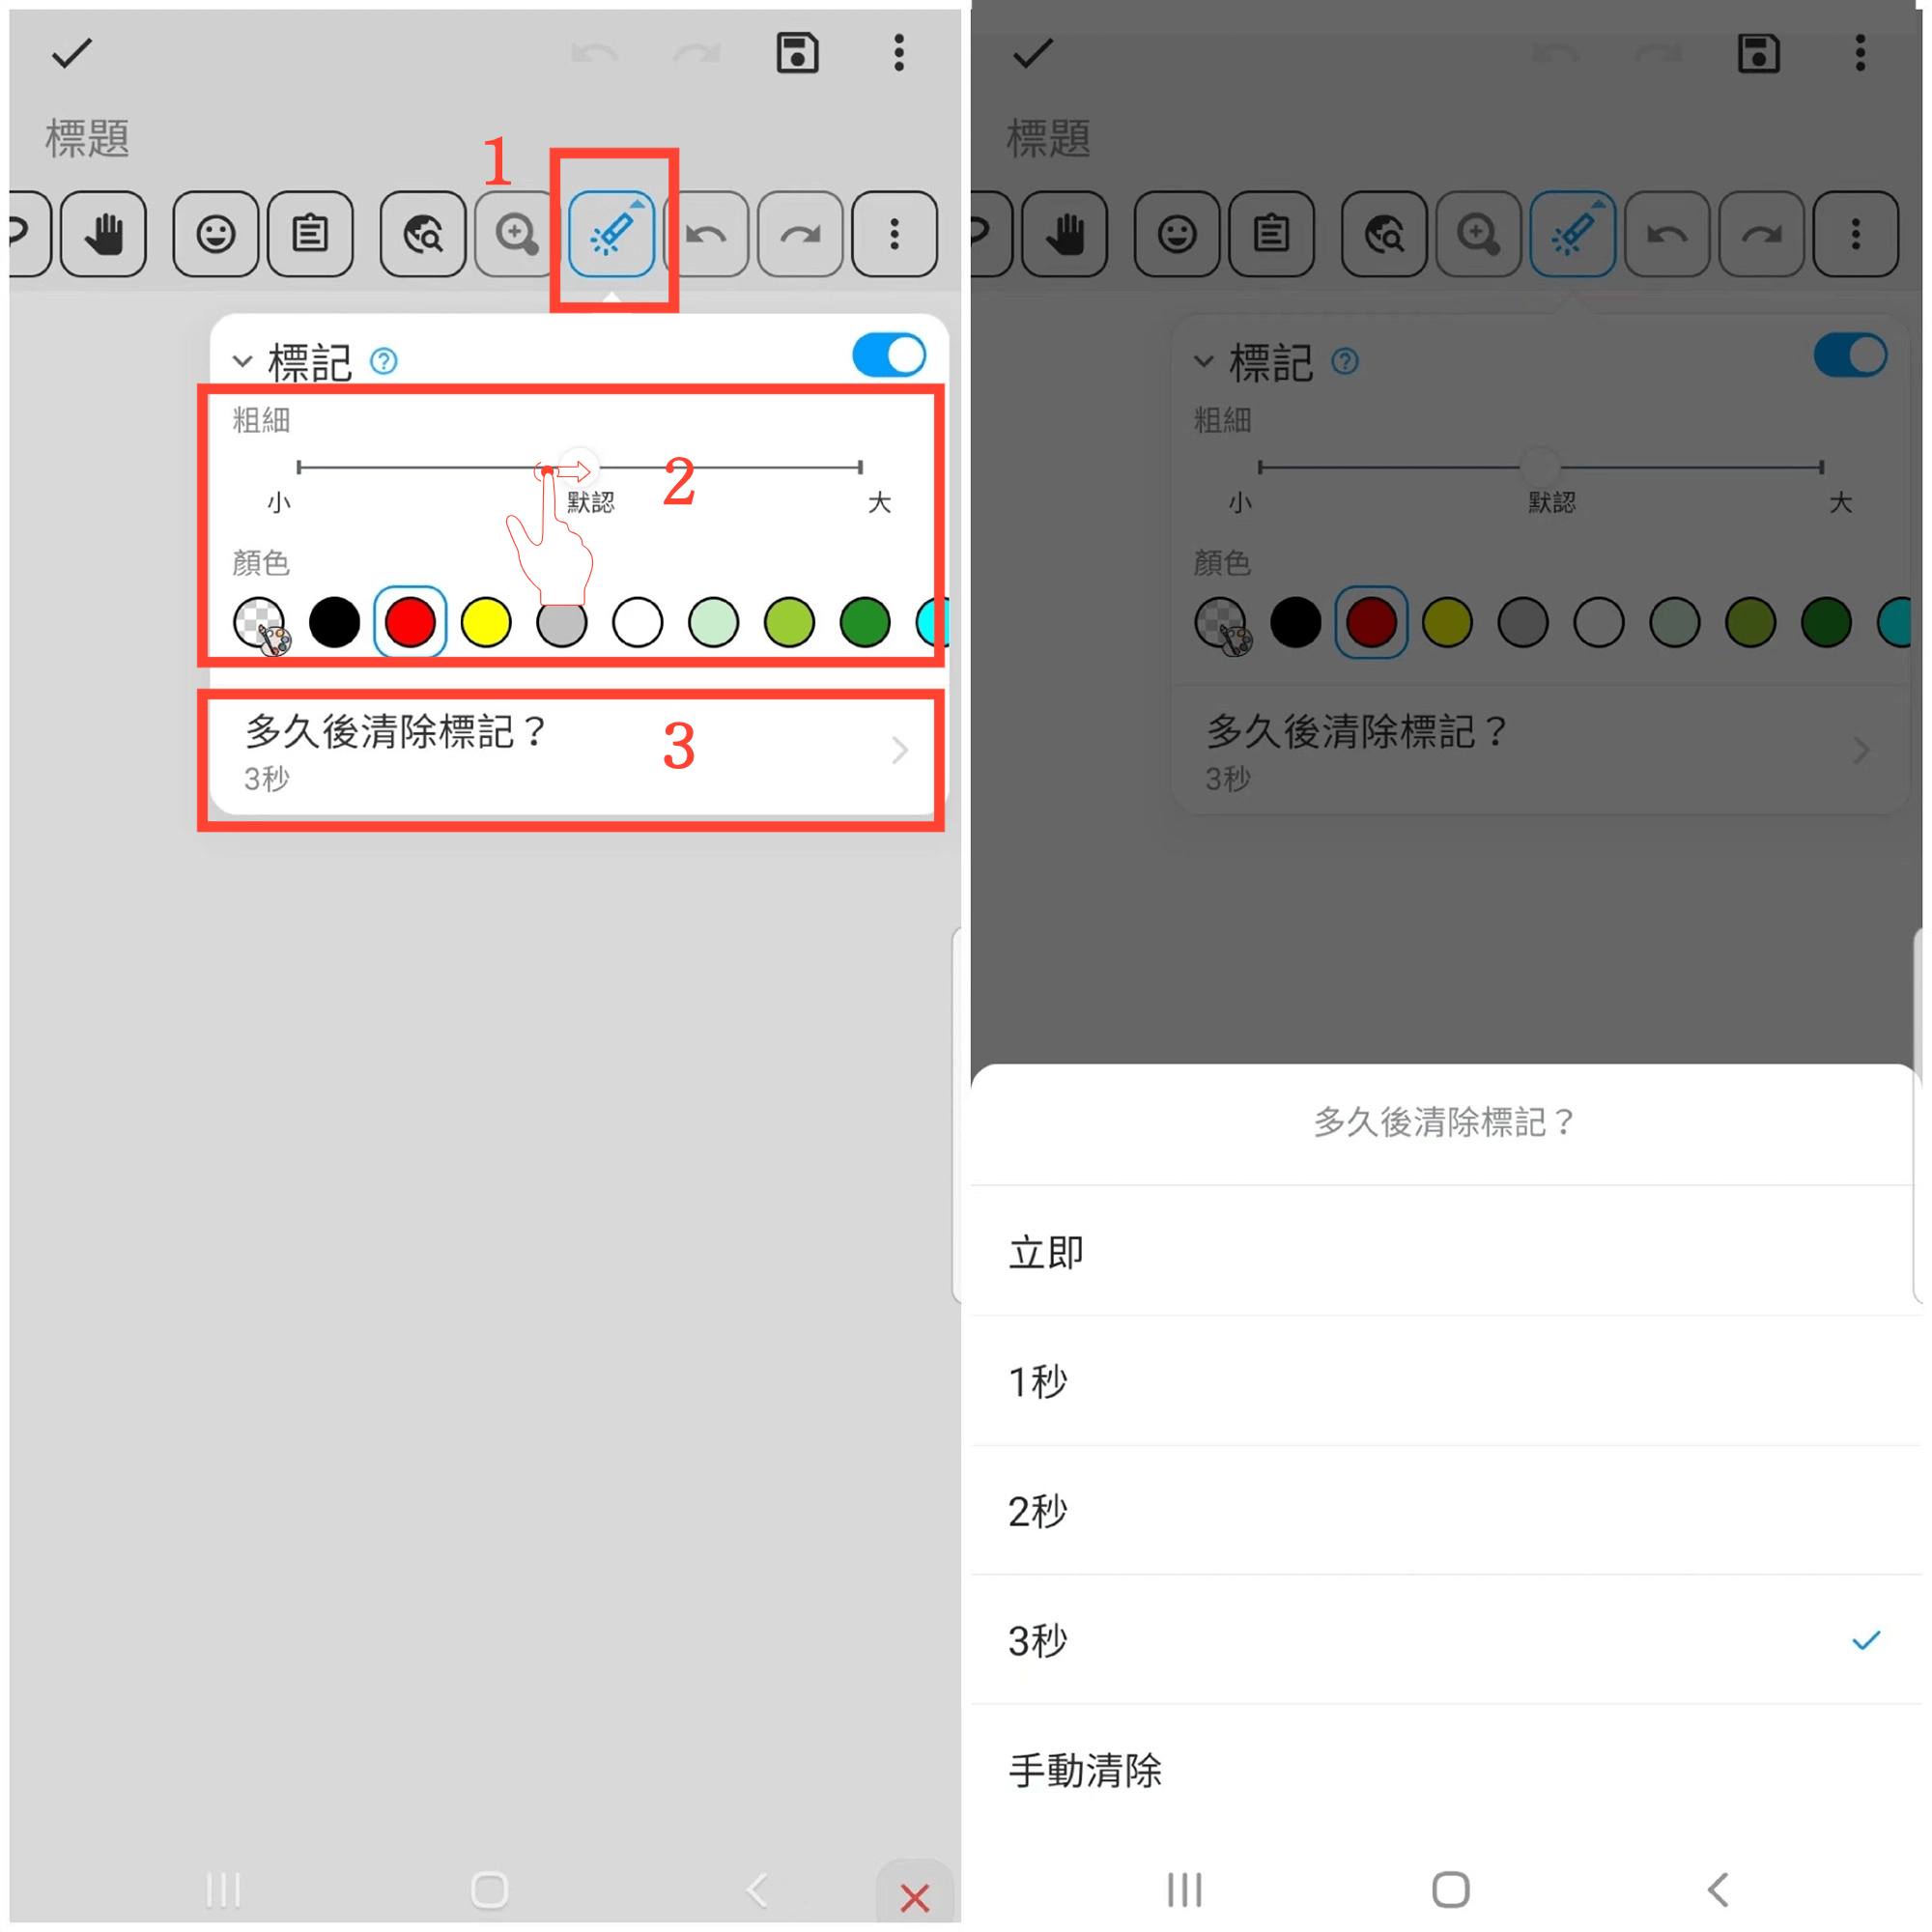 標題
1
標記
粗細
2
小 默認 大
顏色
多久後清除標記？
3
3秒
標題
標記
粗細
小 默認 大
顏色
多久後清除標記？
3秒
多久後清除標記？
立即
1秒
2秒
3秒
手動清除